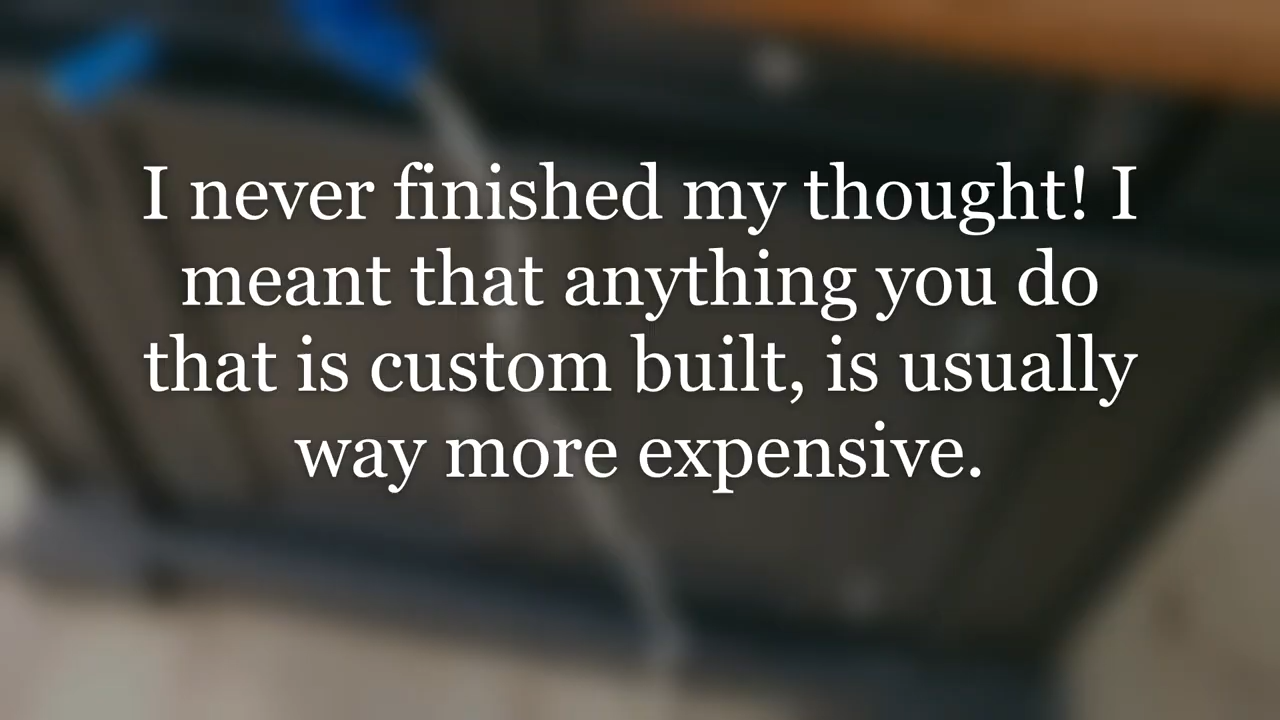 I never finished my thought! I
meant that anything you do
that is custom built, is usually
way more expensive.